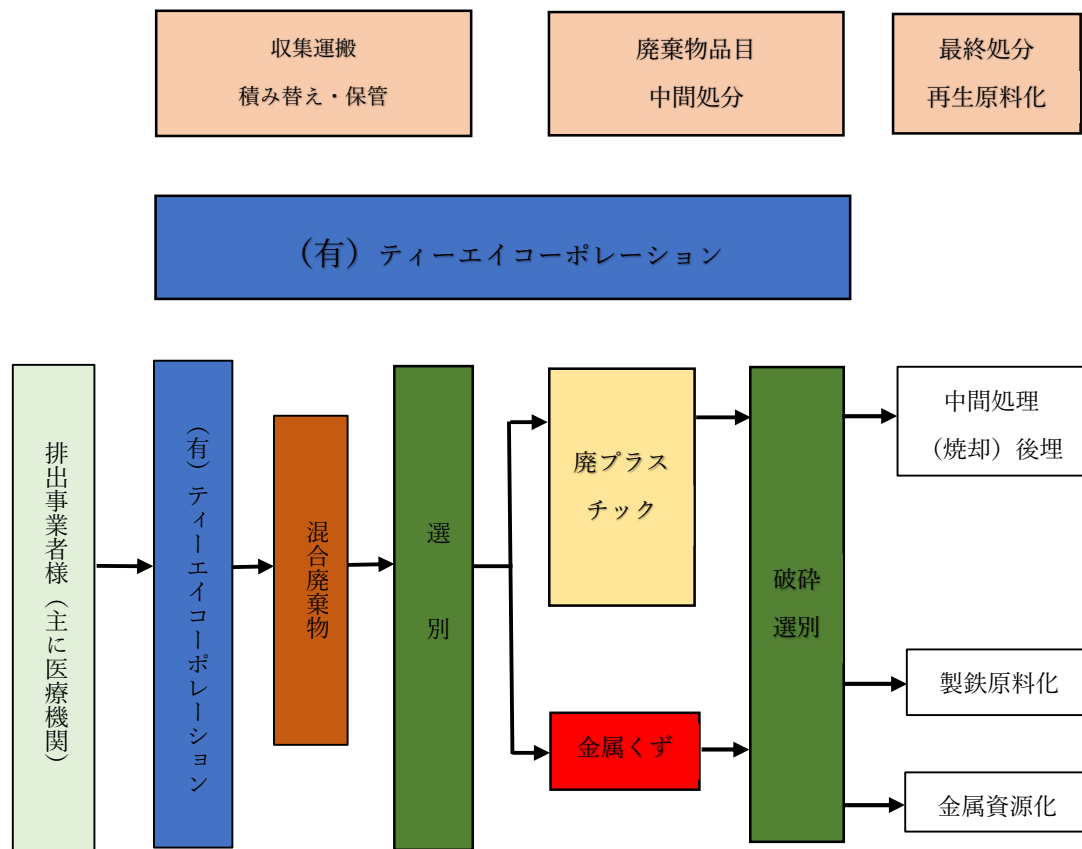 収集運搬
積み替え・保管
廃棄物品目
中間処分
最終処分
再生原料化
（有）ティーエイコーポレーション
排出事業者様（主に医療機関）
（有）ティーエイコーポレーション
混合廃棄物
選
別
廃プラス
チック
金属くず
破砕
選別
中間処理
（焼却）後埋
製鉄原料化
金属資源化